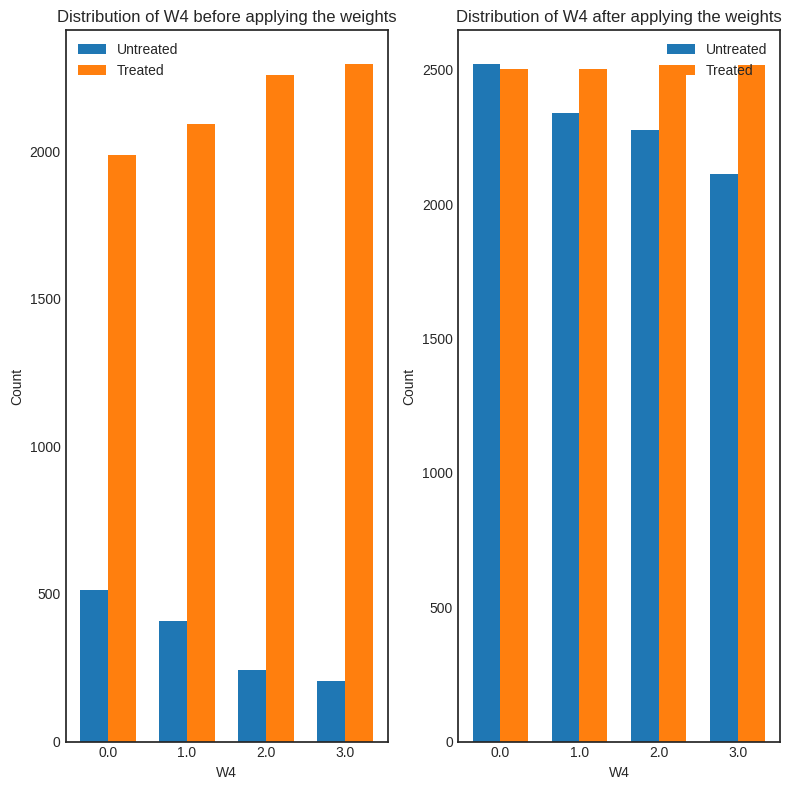 Distribution of W4 before applying the weights
Untreated
Treated
2000
1500
1000
500
0
Count
0.0 1.0 2.0 3.0
W4
Distribution of W4 after applying the weights
Untreated
Treated
2500
2000
1500
1000
500
0
Count
0.0 1.0 2.0 3.0
W4